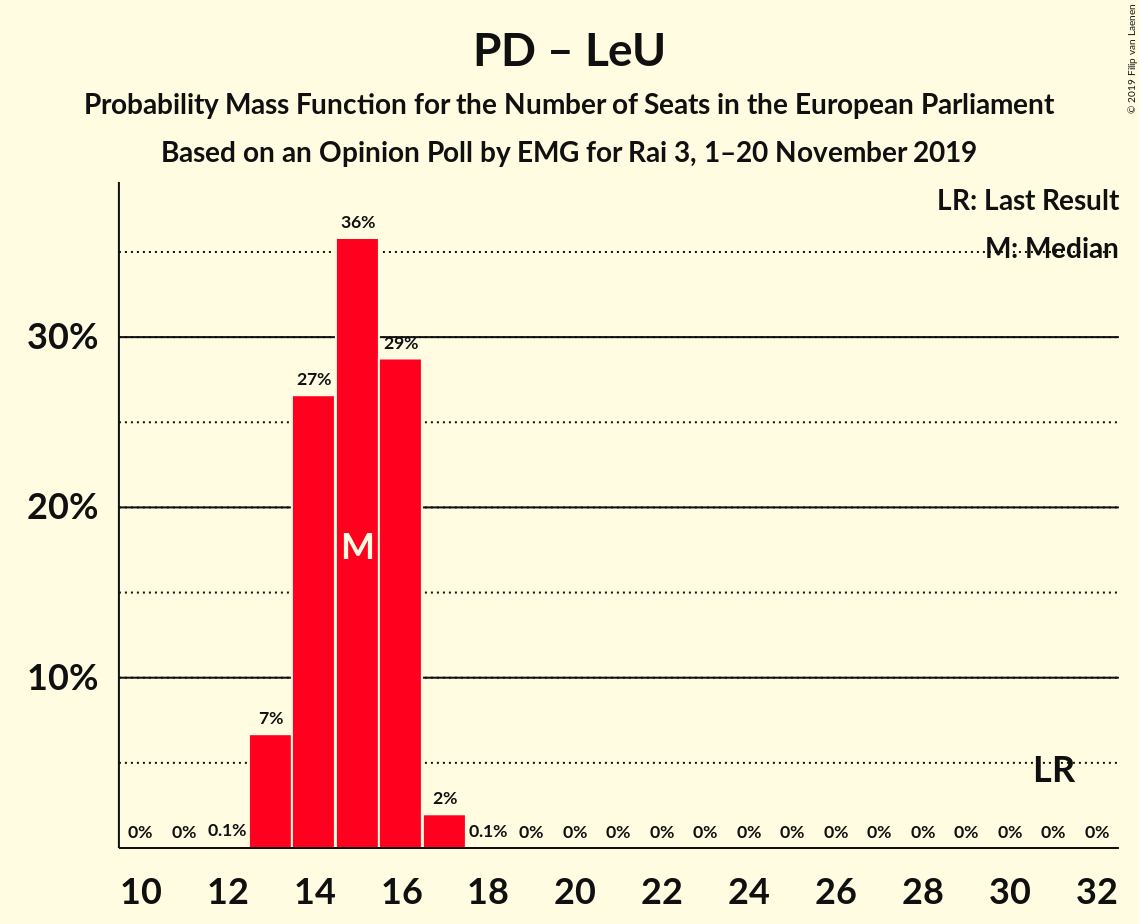 PD – LeU
Probability Mass Function for the Number of Seats in the European Parliament
Based on an Opinion Poll by EMG for Rai 3, 1–20 November 2019
© 2019 Filip van Laenen
LR: Last Result
M: Median
30%
20%
10%
0% 0% 0.1% 7% 27% 36% 29% 2% 0.1% 0% 0% 0% 0% 0% 0% 0% 0% 0% 0% 0% 0% 0% 0%
M
LR
10 12 14 16 18 20 22 24 26 28 30 32